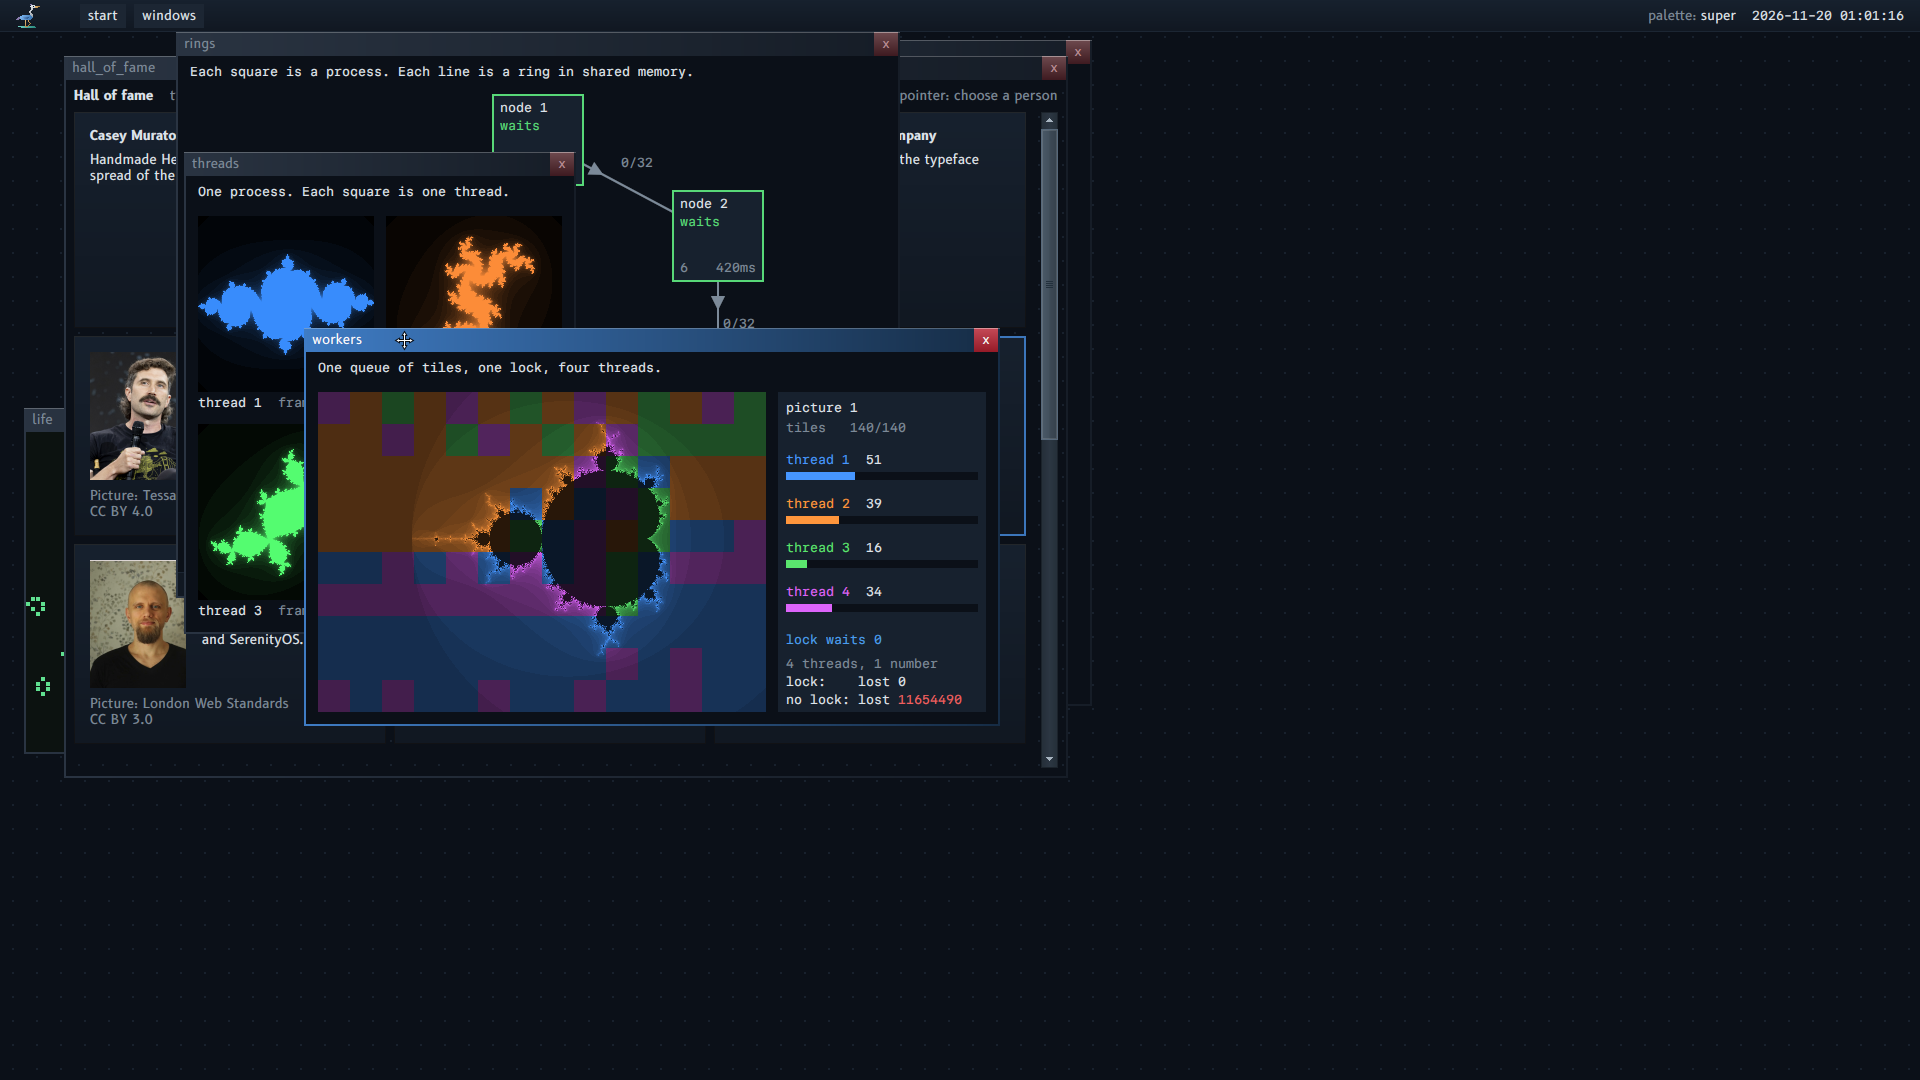 start windows palette: super 2026-11-20 01:01:16
rings x
x
hall_of_fame x
Each square is a process. Each line is a ring in shared memory.
Hall of fame pointer: choose a person
node 1
waits
Casey
Handmade
the typeface
spread of the
0/32
threads x
One process. Each square is one thread.
node 2
waits
6 420ms
0/32
workers x
One queue of tiles, one lock, four threads.
thread 1
life
thread 3
and SerenityOS.
picture 1
tiles 140/140
thread 1 51
thread 2 39
thread 3 16
thread 4 34
lock waits 0
4 threads, 1 number
lock: lost 0
no lock: lost 11654490
Picture: Tessa
CC BY 4.0
Picture: London Web Standards
CC BY 3.0